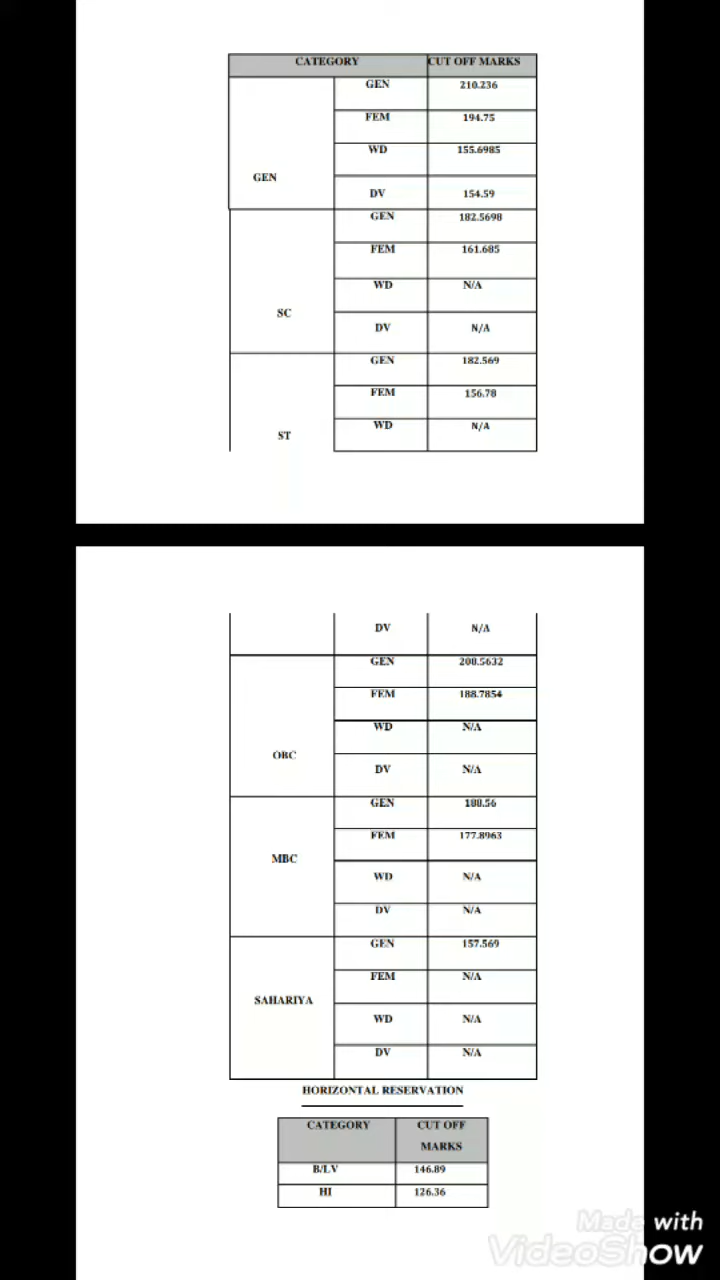 CATEGORY CUT OFF MARKS
GEN 210.236
FEM 194.75
WD 155.6985
GEN
DV 154.59
GEN 182.5698
FEM 161.685
WD N/A
SC
DV N/A
GEN 182.569
FEM 156.78
WD N/A
ST
DV N/A
GEN 208.5632
FEM 188.7854
WD N/A
OBC
DV N/A
GEN 188.56
FEM 177.8963
MBC
WD N/A
DV N/A
GEN 157.569
FEM N/A
SAHARIYA
WD N/A
DV N/A
HORIZONTAL RESERVATION
CATEGORY CUT OFF
MARKS
B/LV 146.89
HI 126.36
Made with
VideoShow